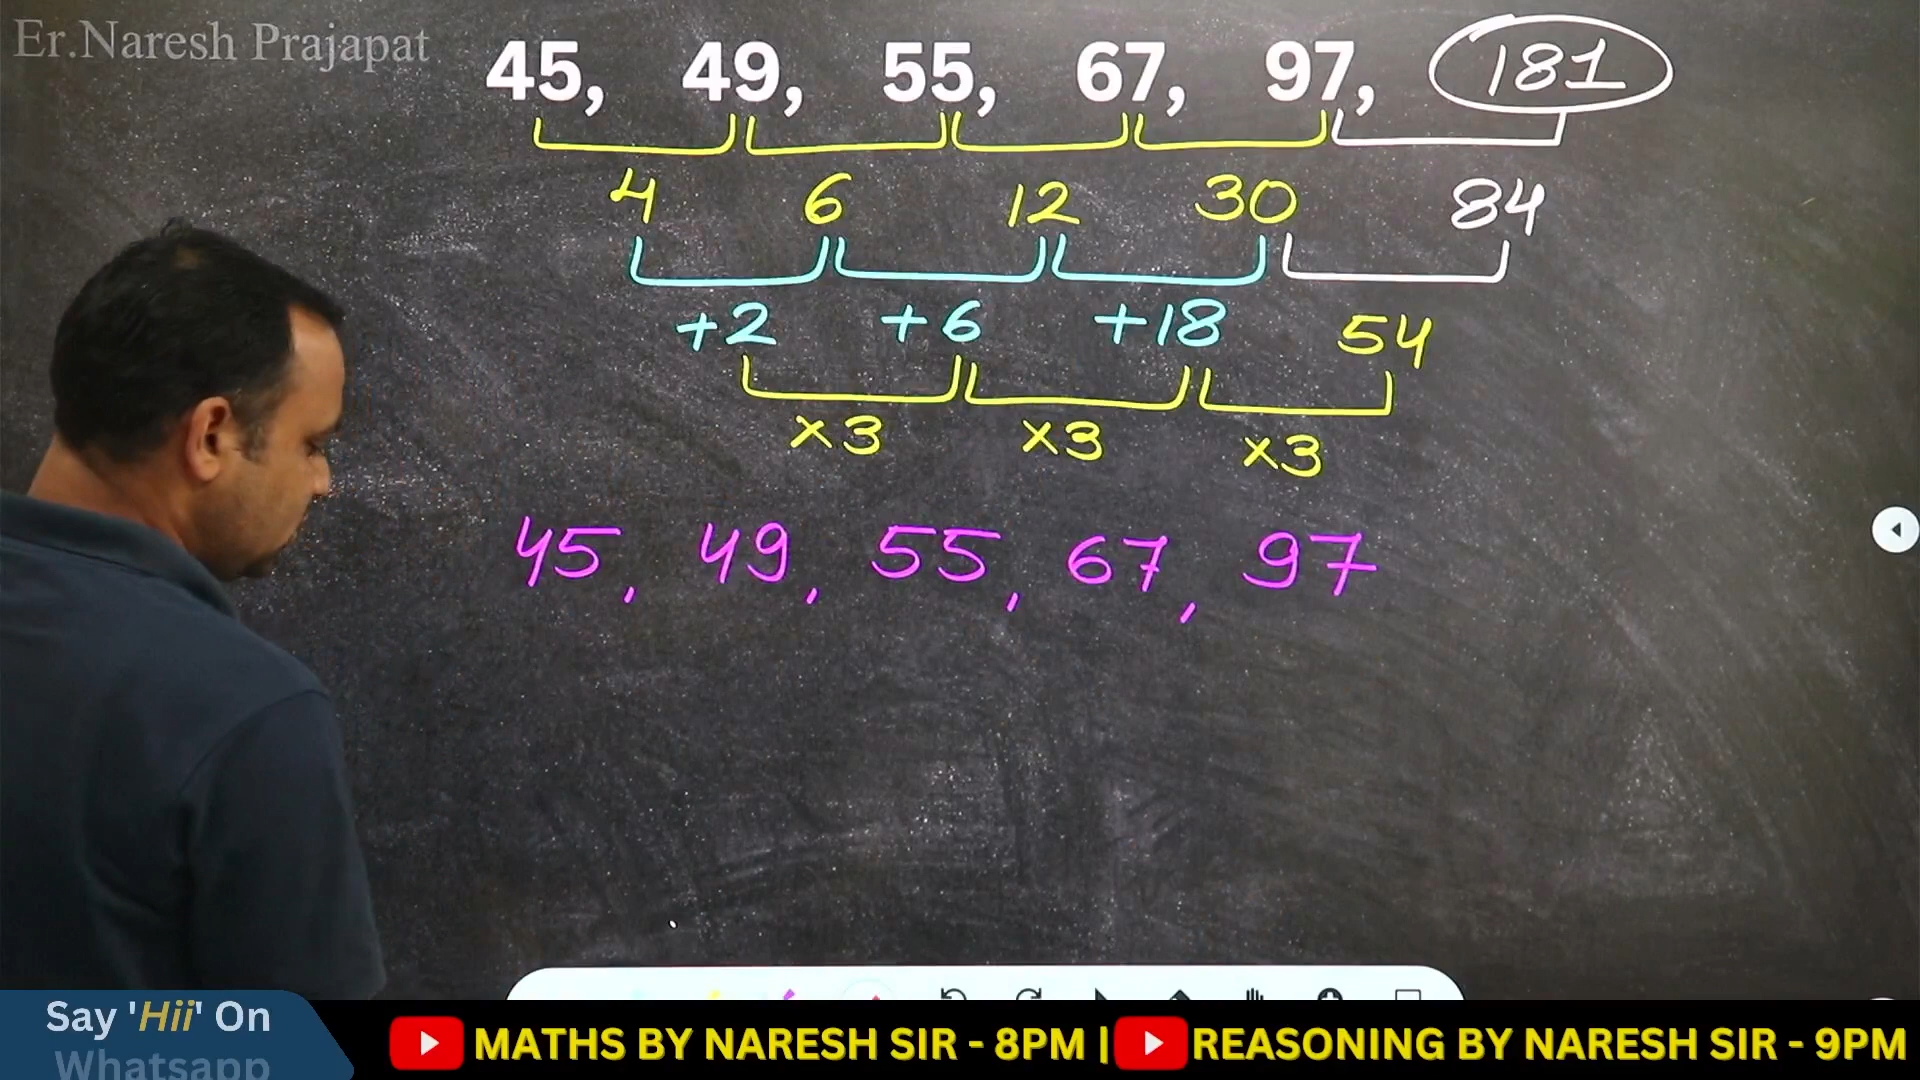 Er.Naresh Prajapat
45, 49, 55, 67, 97, 181
4 6 12 30 84
+2 +6 +18 54
×3 ×3 ×3
45, 49, 55, 67, 97
Say 'Hii' On
Whatsapp
MATHS BY NARESH SIR - 8PM | REASONING BY NARESH SIR - 9PM